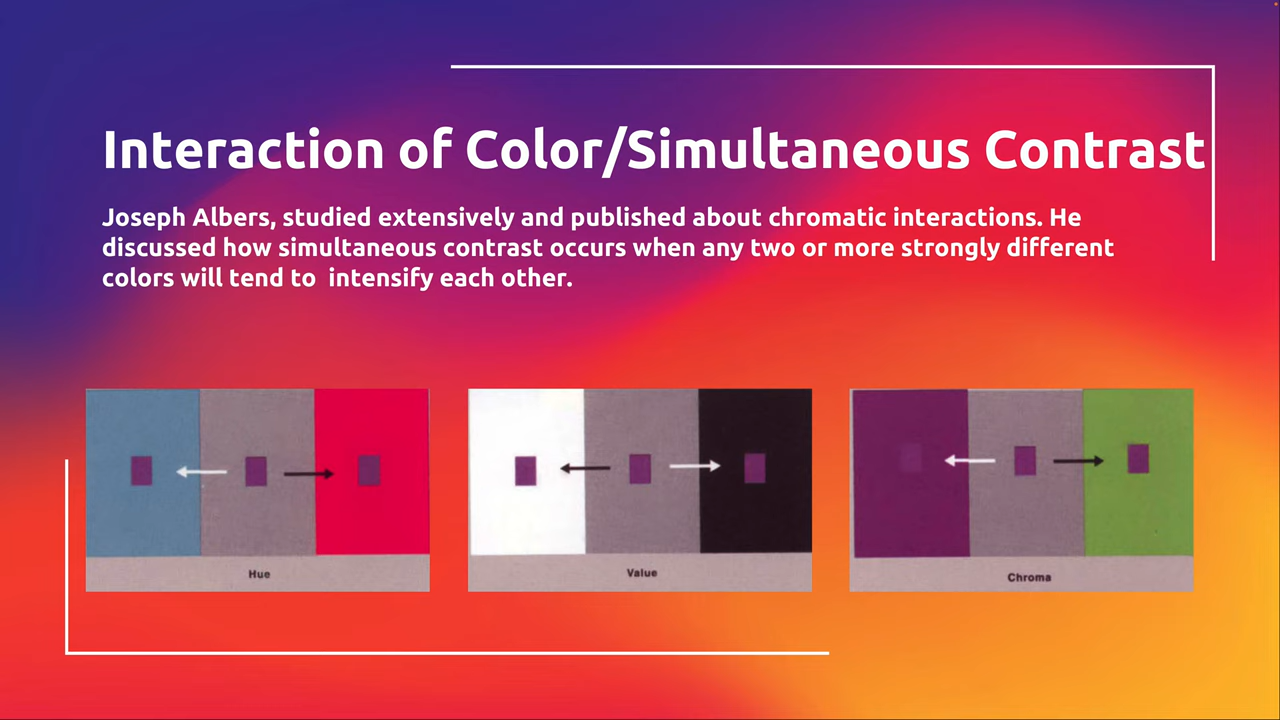 Interaction of Color/Simultaneous Contrast
Joseph Albers, studied extensively and published about chromatic interactions. He
discussed how simultaneous contrast occurs when any two or more strongly different
colors will tend to  intensify each other.
Hue
Value
Chroma